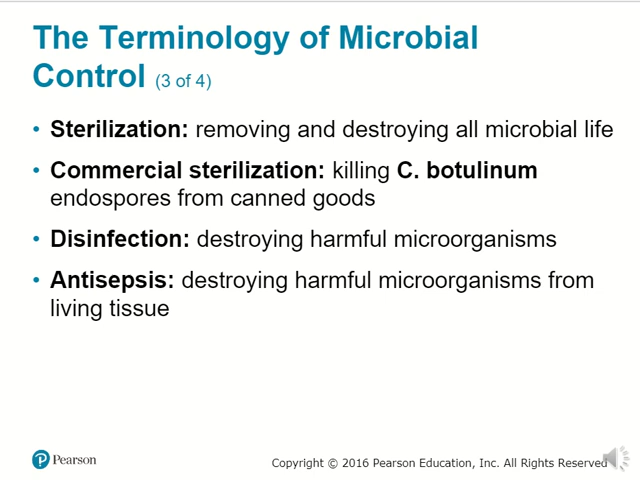 The Terminology of Microbial
Control (3 of 4)
• Sterilization: removing and destroying all microbial life
• Commercial sterilization: killing C. botulinum
endospores from canned goods
• Disinfection: destroying harmful microorganisms
• Antisepsis: destroying harmful microorganisms from
living tissue
Pearson
Copyright © 2016 Pearson Education, Inc. All Rights Reserved